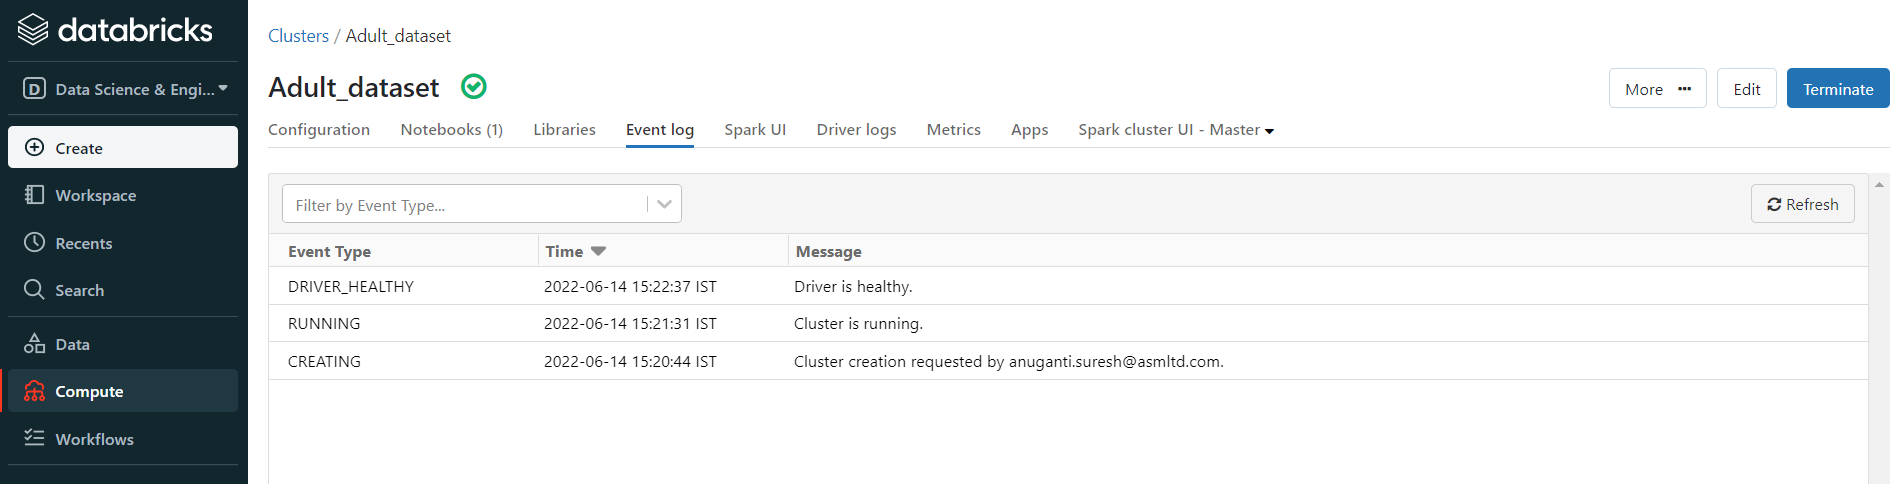 databricks
D Data Science & Engi...
Create
Workspace
Recents
Search
Data
Compute
Workflows
Clusters / Adult_dataset
Adult_dataset
More ··· Edit Terminate
Configuration Notebooks (1) Libraries Event log Spark UI Driver logs Metrics Apps Spark cluster UI - Master
Filter by Event Type...
Refresh
Event Type Time Message
DRIVER_HEALTHY 2022-06-14 15:22:37 IST Driver is healthy.
RUNNING 2022-06-14 15:21:31 IST Cluster is running.
CREATING 2022-06-14 15:20:44 IST Cluster creation requested by anuganti.suresh@asmltd.com.